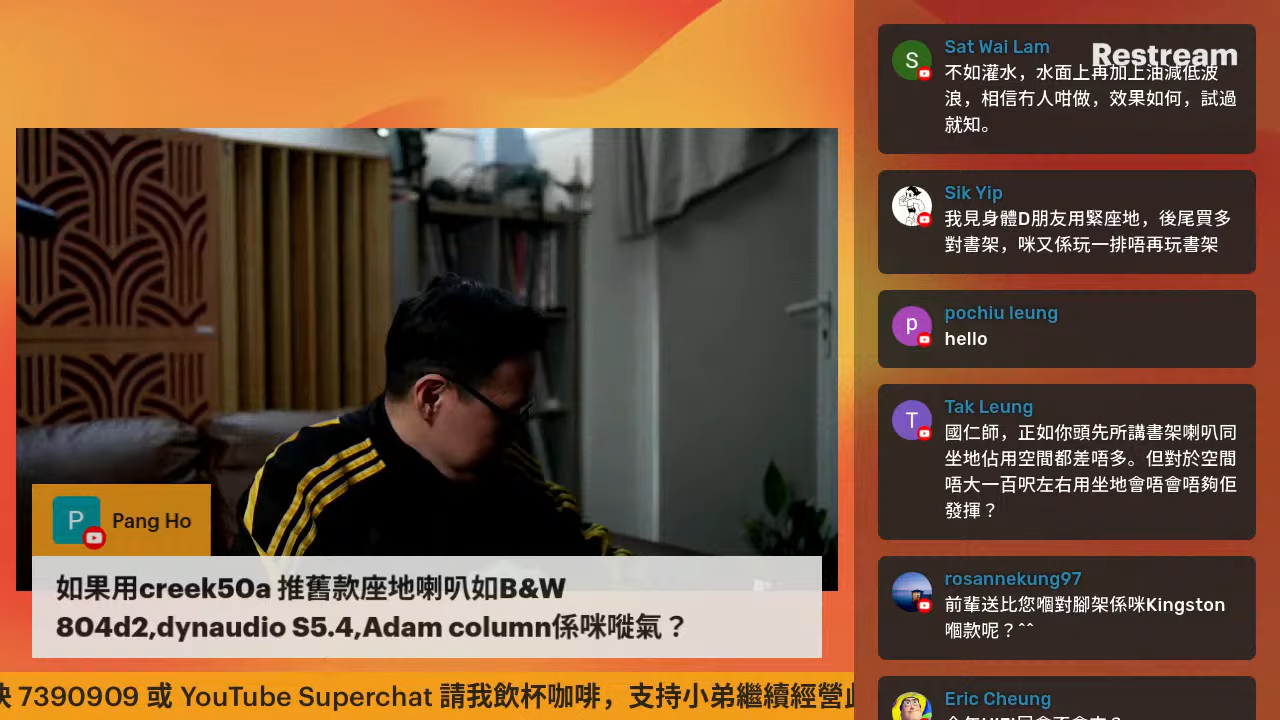 Restream
Sat Wai Lam
不如灌水，水面上再加上油減低波
浪，相信冇人咁做，效果如何，試過
就知。
Sik Yip
我見身體D朋友用緊座地，後尾買多
對書架，咪又係玩一排唔再玩書架
pochiu leung
hello
Tak Leung
國仁師，正如你頭先所講書架喇叭同
坐地佔用空間都差唔多。但對於空間
唔大一百呎左右用坐地會唔會唔夠佢
發揮？
rosannekung97
前輩送比您嗰對腳架係咪Kingston
嗰款呢？^^
Eric Cheung
Pang Ho
如果用creek50a 推舊款座地喇叭如B&W
804d2,dynaudio S5.4,Adam column係咪嘥氣？
7390909 或 YouTube Superchat 請我飲杯咖啡，支持小弟繼續經營